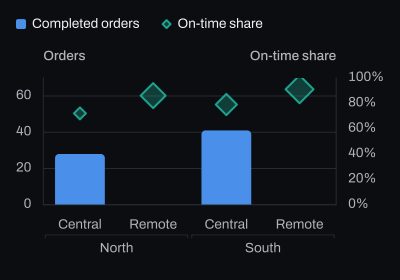 Completed orders On-time share
Orders On-time share
100%
60 80%
40 60%
40%
20 20%
0 0%
Central Remote Central Remote
North South